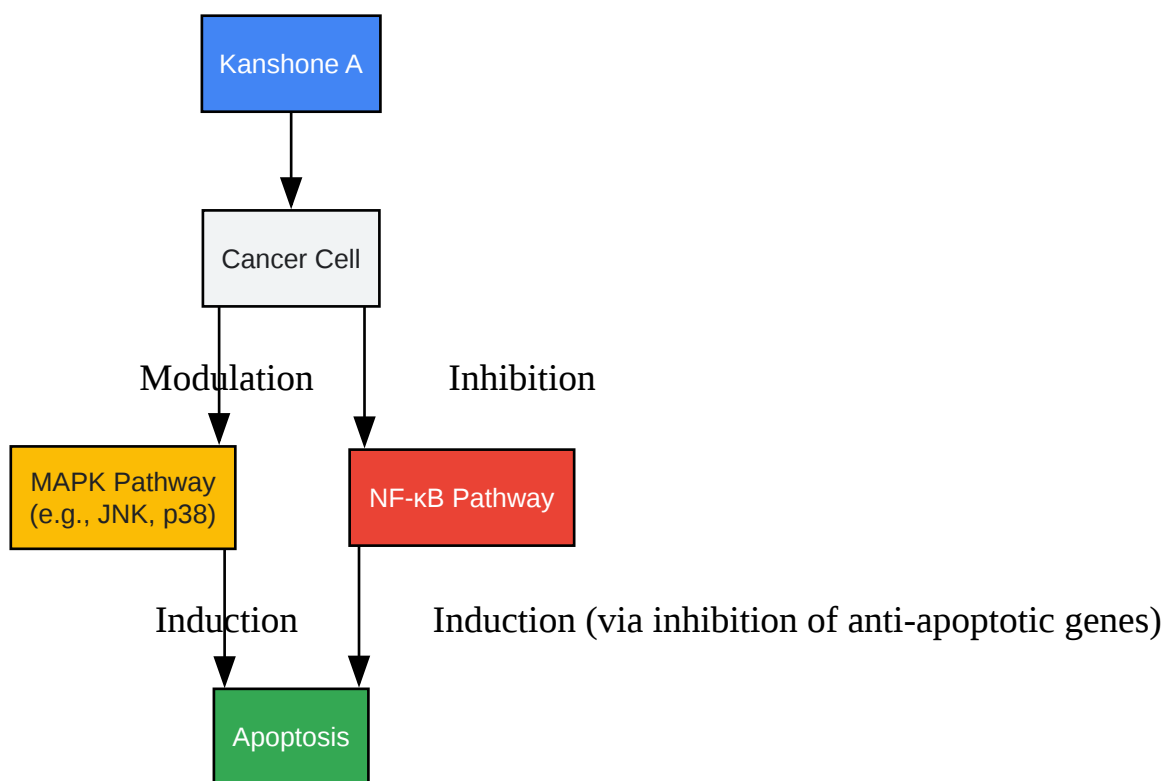 Kanshone A
Cancer Cell
Modulation
Inhibition
MAPK Pathway
(e.g., JNK, p38)
NF-κB Pathway
Induction
Induction (via inhibition of anti-apoptotic genes)
Apoptosis